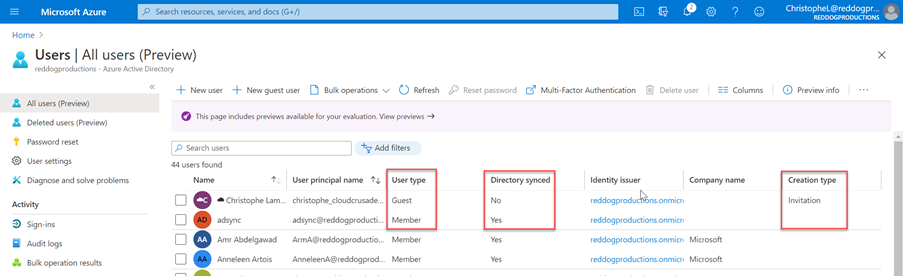 Microsoft Azure
Search resources, services, and docs (G+/)
2
ChristopheL@reddogpr...
REDDOGPRODUCTIONS
Home >
Users | All users (Preview)
reddogproductions - Azure Active Directory
«
All users (Preview)
Deleted users (Preview)
Password reset
User settings
Diagnose and solve problems
Activity
Sign-ins
Audit logs
Bulk operation results
+ New user + New guest user Bulk operations Refresh Reset password Multi-Factor Authentication Delete user Columns Preview info ...
This page includes previews available for your evaluation. View previews →
Search users Add filters
44 users found
Name User principal name User type Directory synced Identity issuer Company name Creation type
C Christophe Lam... christophe_cloudcrusade... Guest No reddogproductions.onmicr Invitation
AD adsync adsync@reddogproducti... Member Yes reddogproductions.onmicr
AA Amr Abdelgawad ArmA@reddogproductio... Member Yes reddogproductions.onmicr Microsoft
AA Anneleen Artois AnneleenA@reddogprodu... Member Yes reddogproductions.onmicr Microsoft